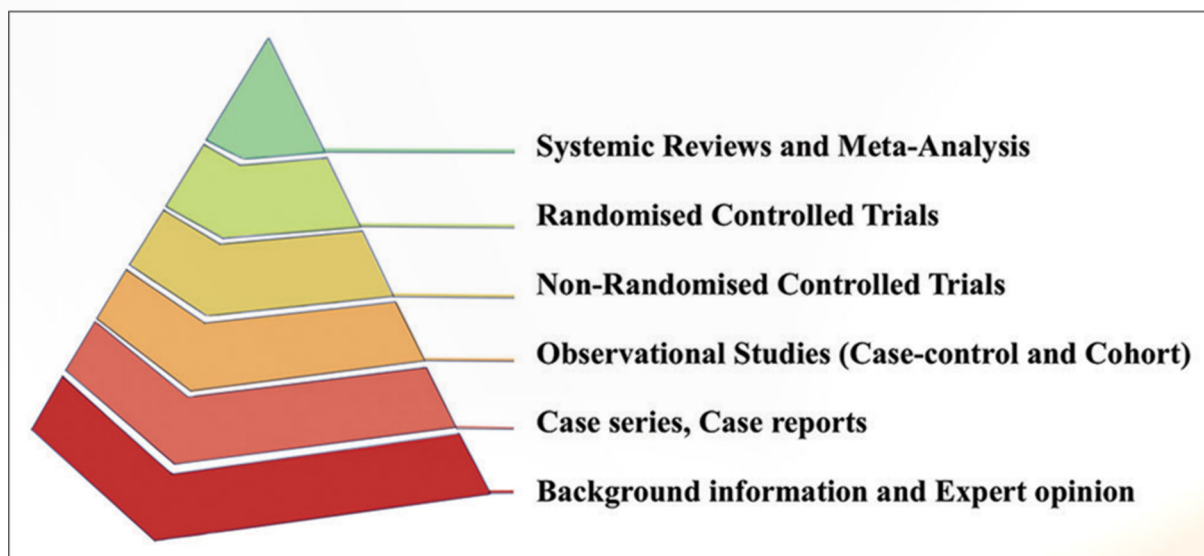 Systemic Reviews and Meta-Analysis
Randomised Controlled Trials
Non-Randomised Controlled Trials
Observational Studies (Case-control and Cohort)
Case series, Case reports
Background information and Expert opinion